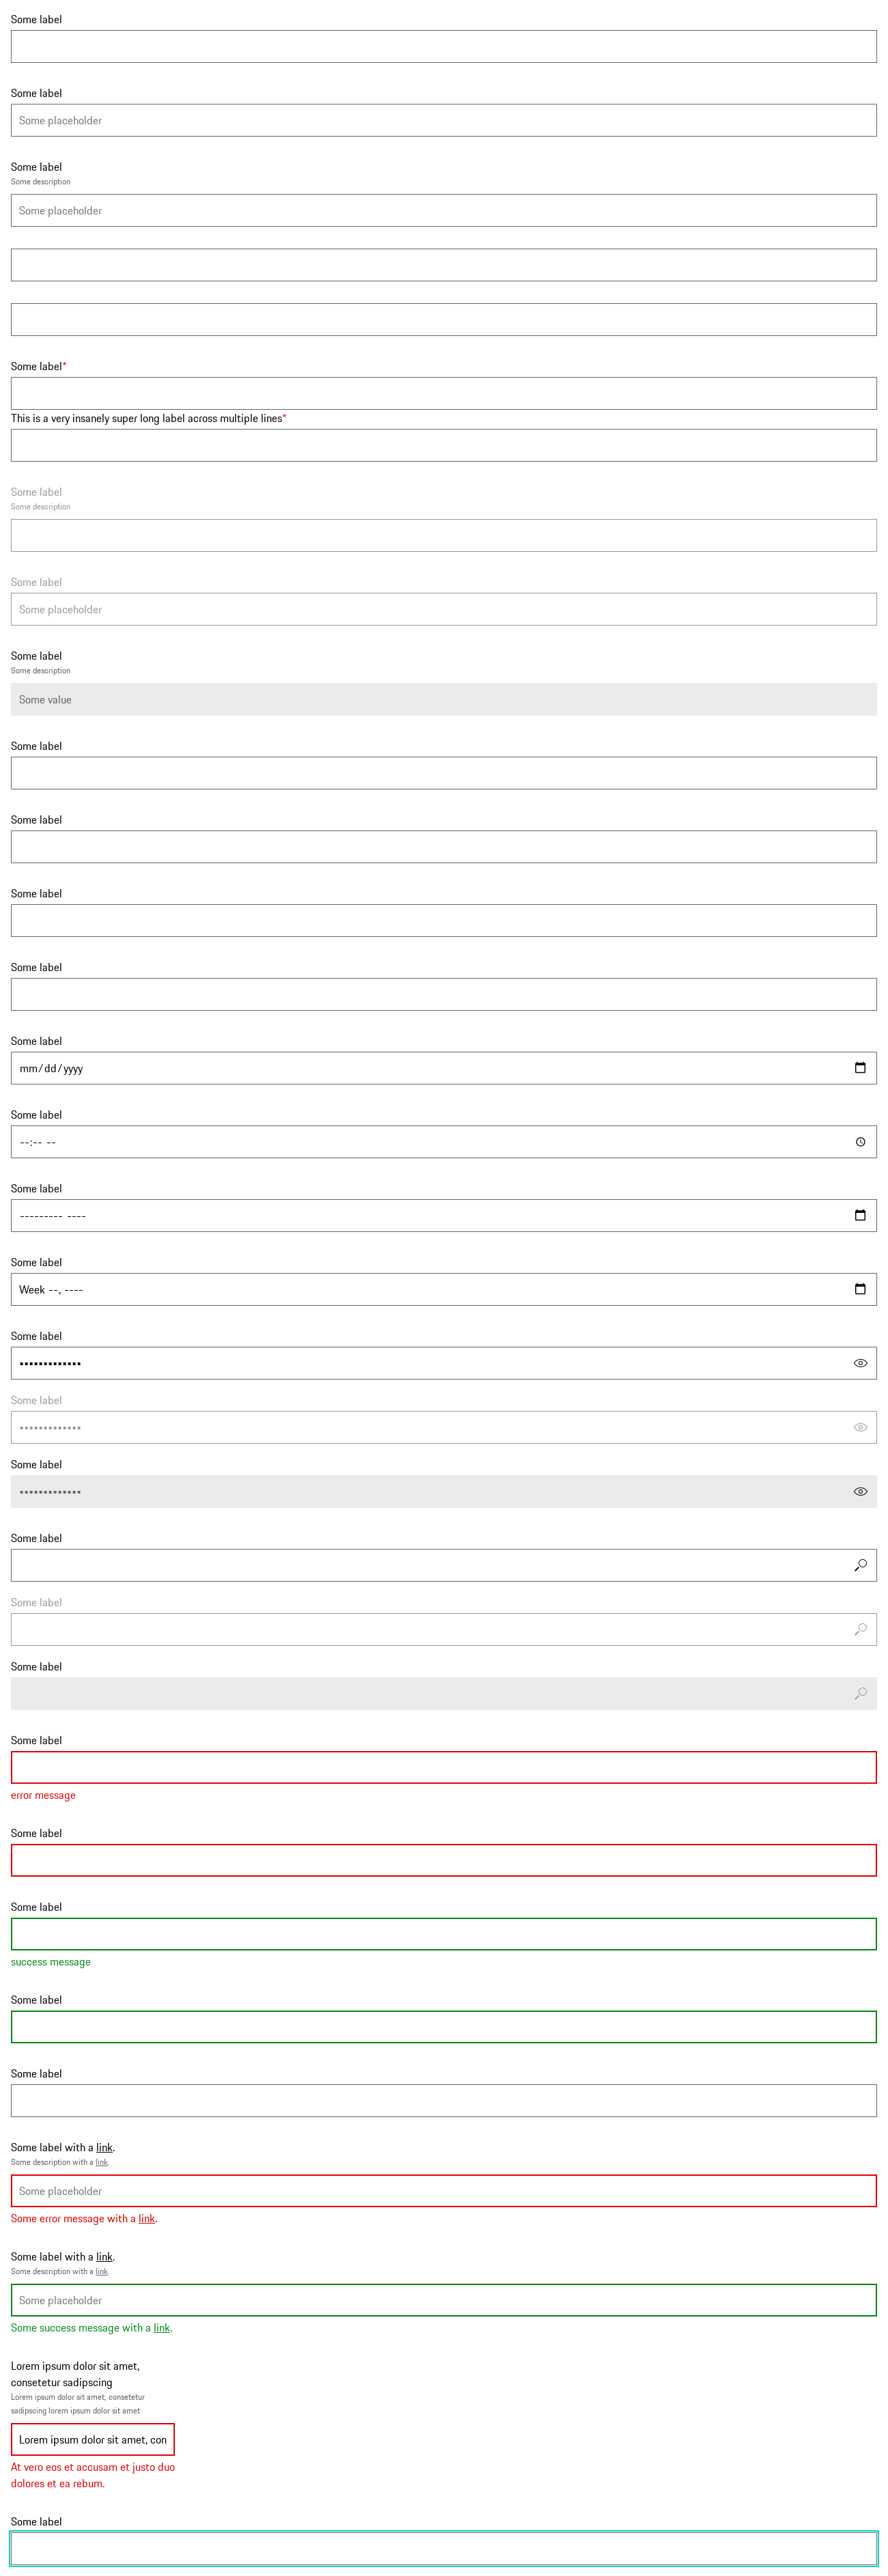 Some label
Some label
Some placeholder
Some label
Some description
Some placeholder
Some label*
This is a very insanely super long label across multiple lines*
Some label
Some description
Some label
Some placeholder
Some label
Some description
Some value
Some label
Some label
Some label
Some label
Some label
mm/dd/yyyy
Some label
--:-- --
Some label
--------- ----
Some label
Week --, ----
Some label
•••••••••••••
Some label
•••••••••••••
Some label
•••••••••••••
Some label
Some label
Some label
Some label
error message
Some label
Some label
success message
Some label
Some label
Some label with a link.
Some description with a link.
Some placeholder
Some error message with a link.
Some label with a link.
Some description with a link.
Some placeholder
Some success message with a link.
Lorem ipsum dolor sit amet,
consetetur sadipscing
Lorem ipsum dolor sit amet, consetetur
sadipscing lorem ipsum dolor sit amet
Lorem ipsum dolor sit amet, con
At vero eos et accusam et justo duo
dolores et ea rebum.
Some label